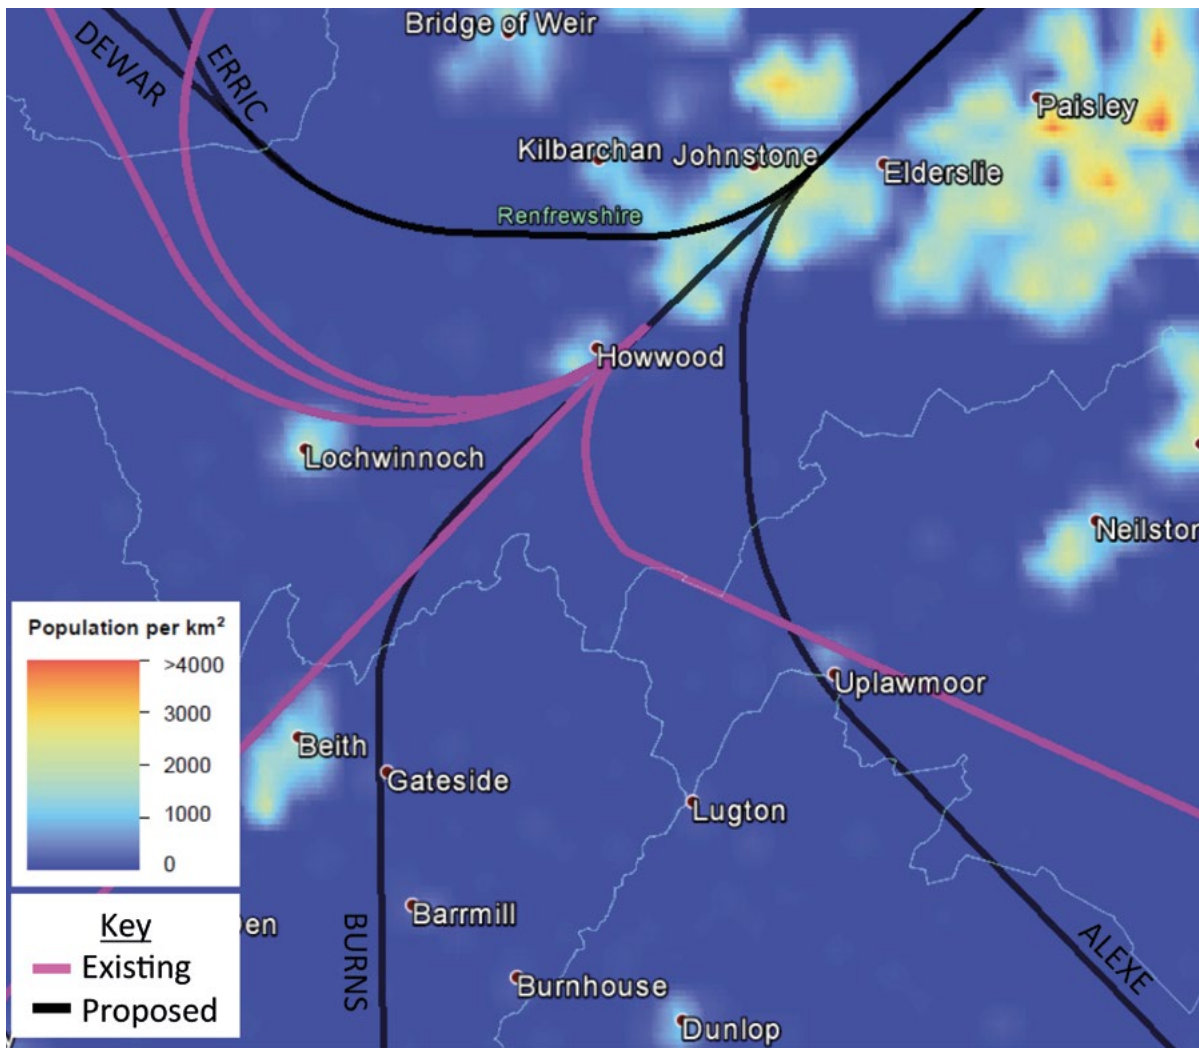 Bridge of Weir
DEWAR
ERRIC
Paisley
Kilbarchan
Johnstone
Elderslie
Renfrewshire
Howwood
Lochwinnoch
Neilston
Population per km²
>4000
3000
2000
1000
0
Uplawmoor
Beith
Gateside
Lugton
Barrmill
en
BURNS
ALEXE
Key
Existing
Proposed
Burnhouse
Dunlop